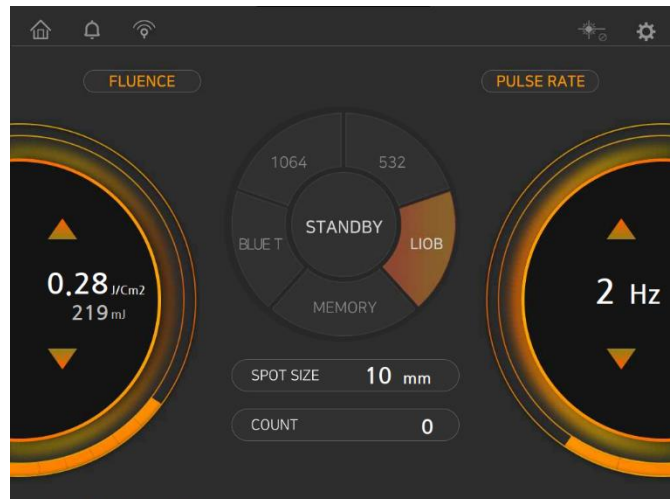 FLUENCE
PULSE RATE
1064
532
BLUE T
STANDBY
LIOB
MEMORY
0.28 J/Cm2
219 mJ
2 Hz
SPOT SIZE 10 mm
COUNT 0